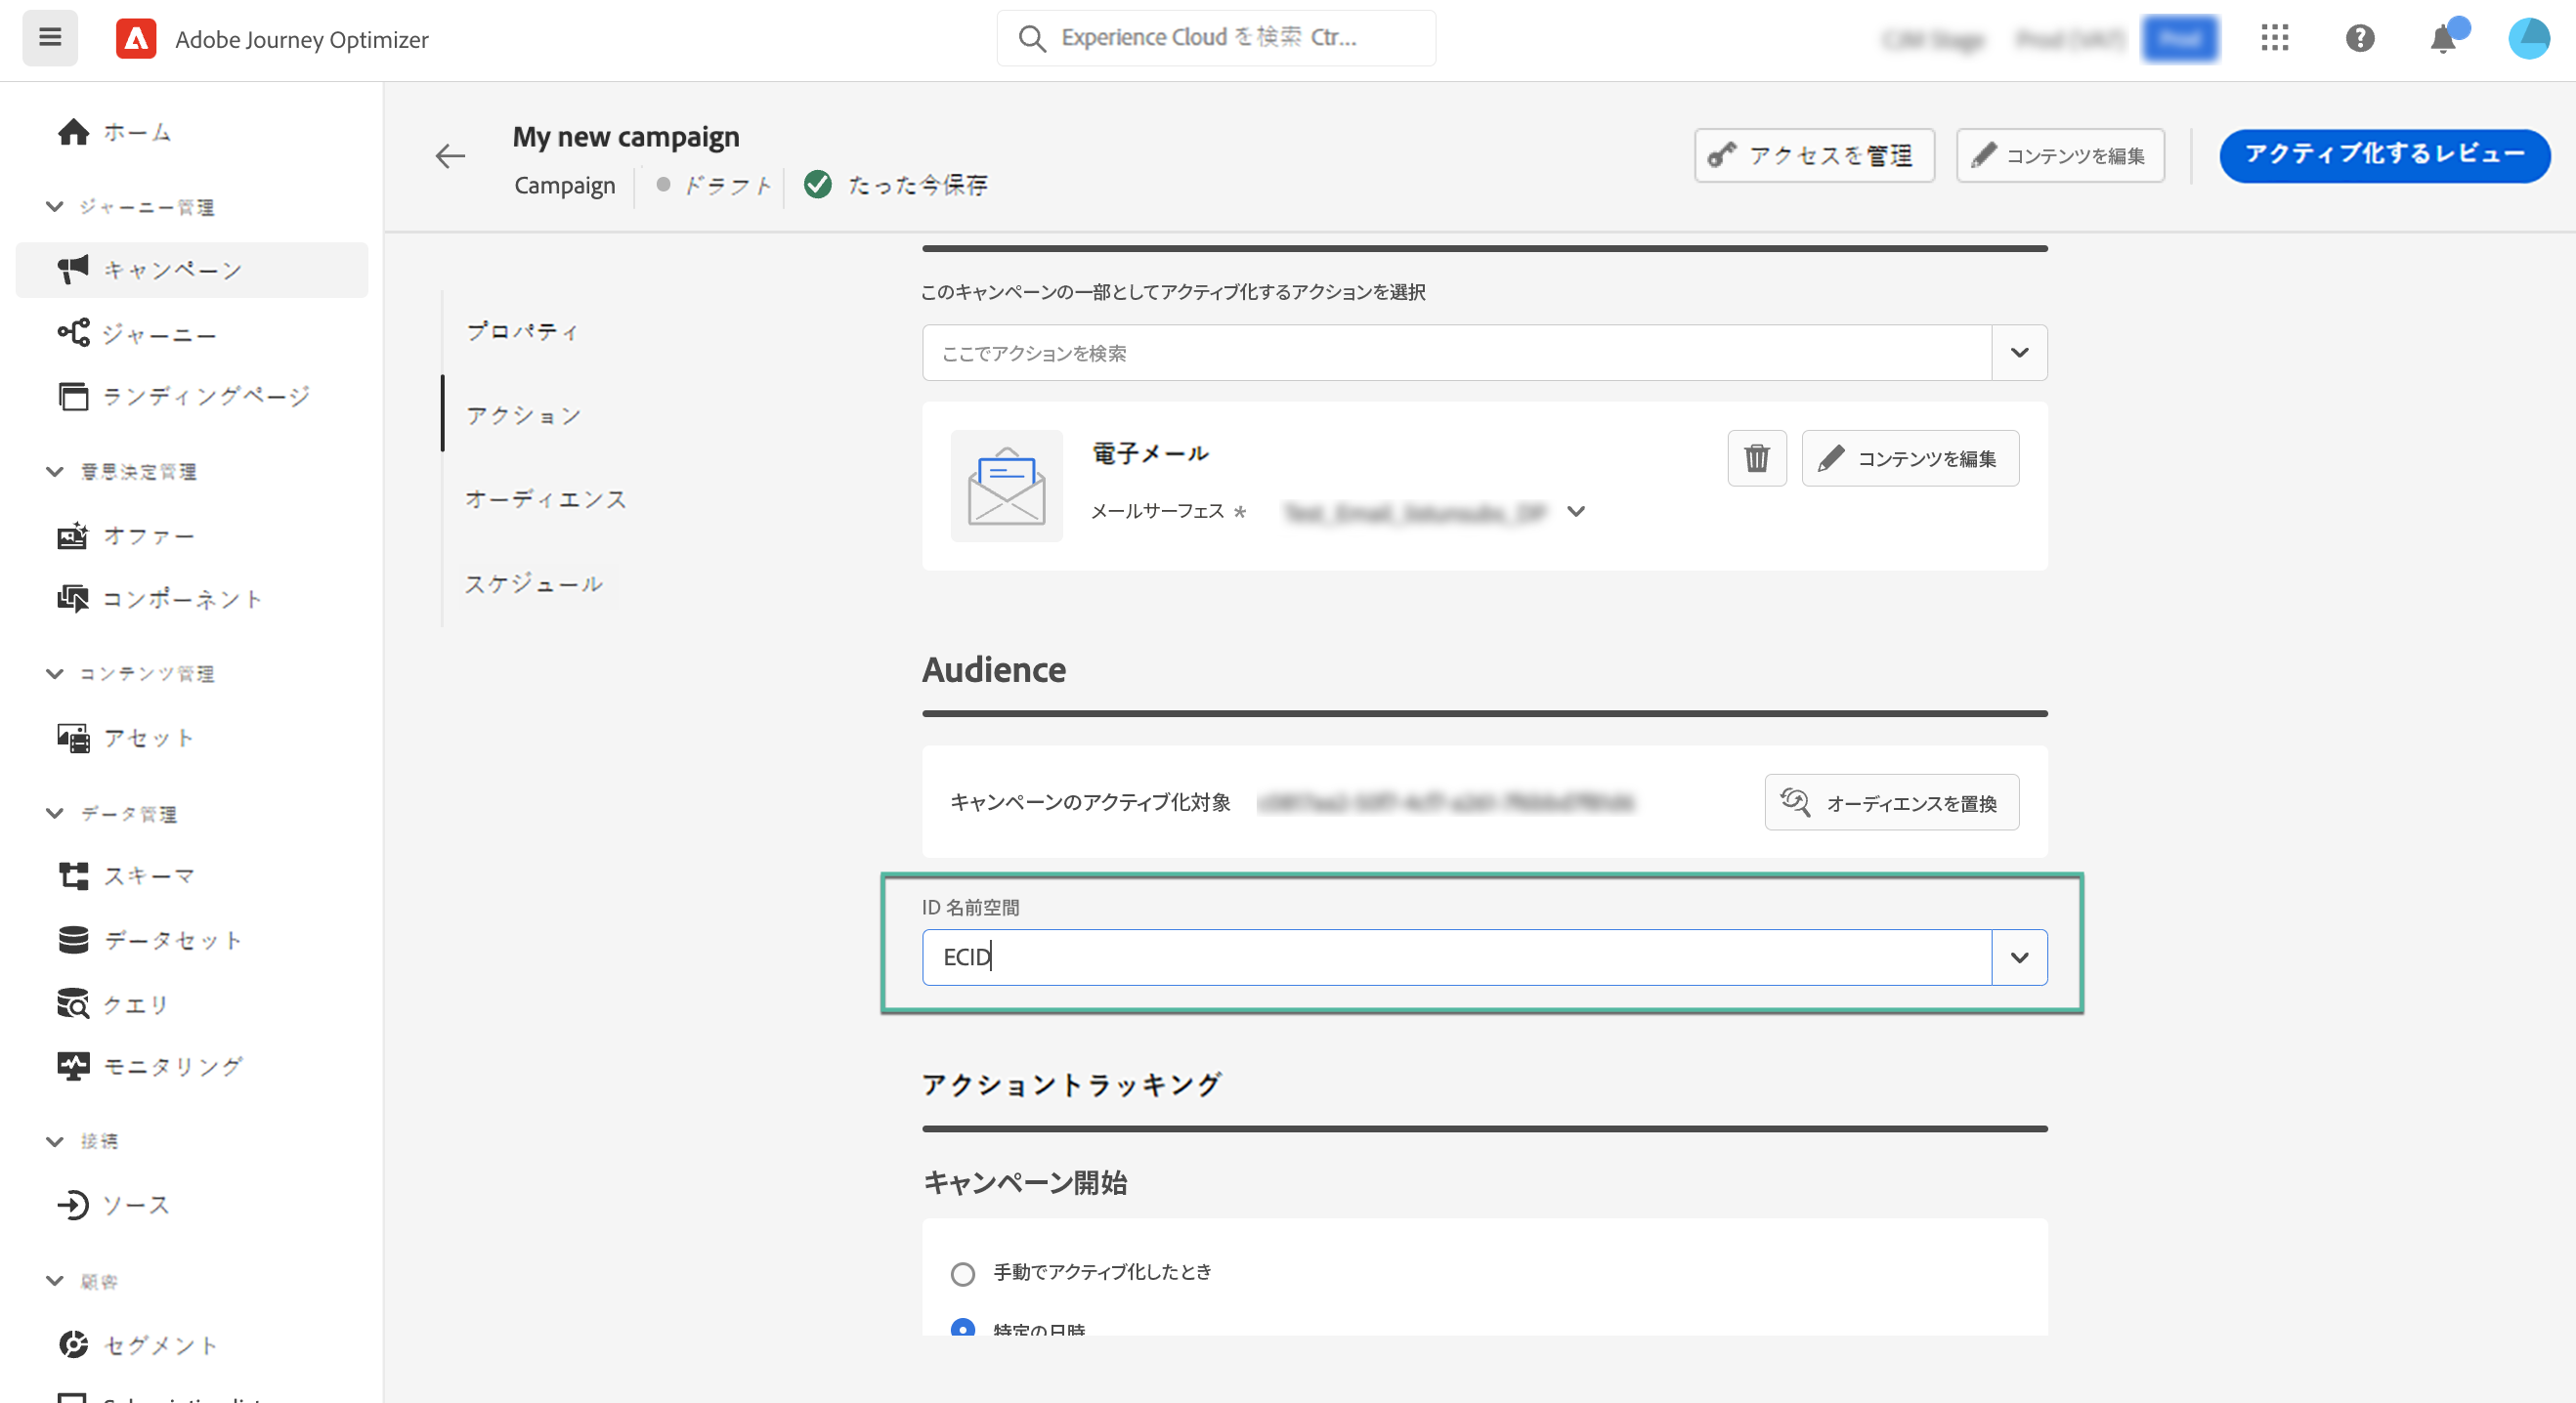 Adobe Journey Optimizer
Experience Cloud を検索 Ctr...
ホーム
ジャーニー管理
キャンペーン
ジャーニー
ランディングページ
意思決定管理
オファー
コンポーネント
コンテンツ管理
アセット
データ管理
スキーマ
データセット
クエリ
モニタリング
接続
ソース
顧客
セグメント
My new campaign
Campaign
ドラフト
たった今保存
アクセスを管理
コンテンツを編集
アクティブ化するレビュー
プロパティ
アクション
オーディエンス
スケジュール
このキャンペーンの一部としてアクティブ化するアクションを選択
ここでアクションを検索
電子メール
メールサーフェス *
コンテンツを編集
Audience
キャンペーンのアクティブ化対象
オーディエンスを置換
ID 名前空間
ECID
アクショントラッキング
キャンペーン開始
手動でアクティブ化したとき
特定の日時